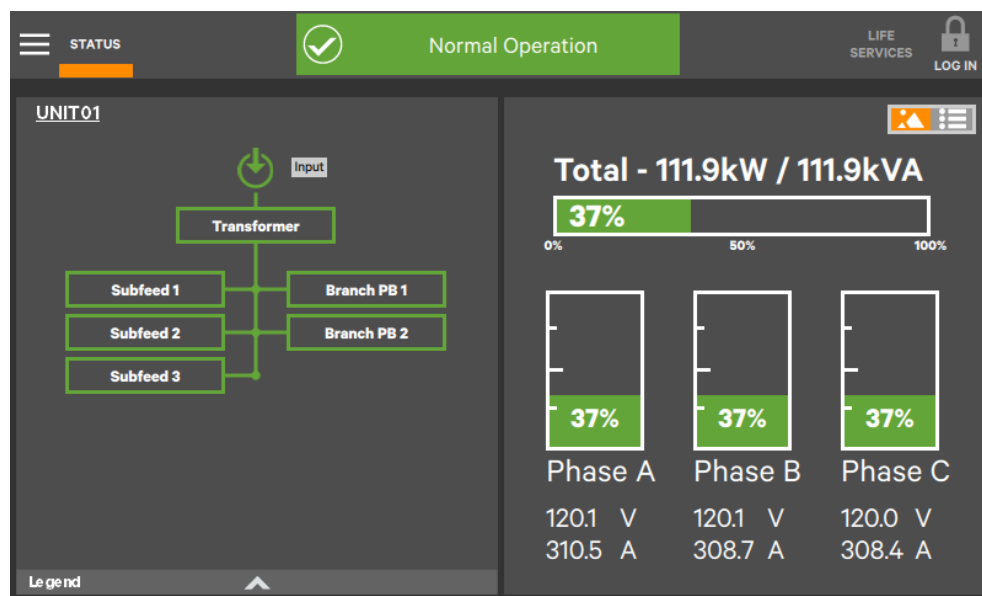 STATUS
Normal Operation
LIFE
SERVICES
LOG IN
UNIT01
Input
Transformer
Subfeed 1
Branch PB 1
Subfeed 2
Branch PB 2
Subfeed 3
Legend
Total - 111.9kW / 111.9kVA
37%
0% 50% 100%
37% 37% 37%
Phase A Phase B Phase C
120.1 V 120.1 V 120.0 V
310.5 A 308.7 A 308.4 A